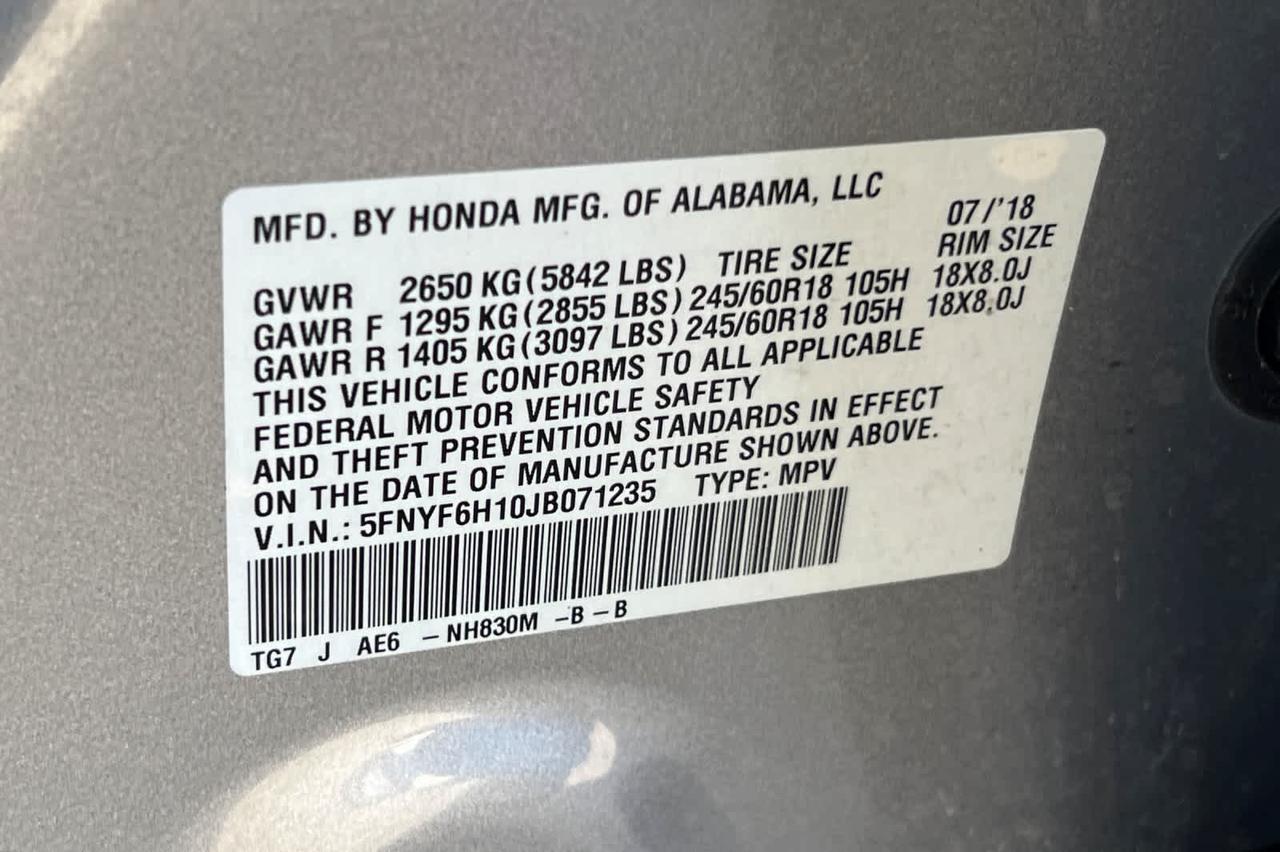 MFD. BY HONDA MFG. OF ALABAMA, LLC
07/'18
GVWR 2650 KG(5842 LBS) TIRE SIZE RIM SIZE
GAWR F 1295 KG(2855 LBS) 245/60R18 105H 18X8.0J
GAWR R 1405 KG(3097 LBS) 245/60R18 105H 18X8.0J
THIS VEHICLE CONFORMS TO ALL APPLICABLE
FEDERAL MOTOR VEHICLE SAFETY
AND THEFT PREVENTION STANDARDS IN EFFECT
ON THE DATE OF MANUFACTURE SHOWN ABOVE.
V.I.N.: 5FNYF6H10JB071235 TYPE: MPV
TG7 J AE6 – NH830M –B – B